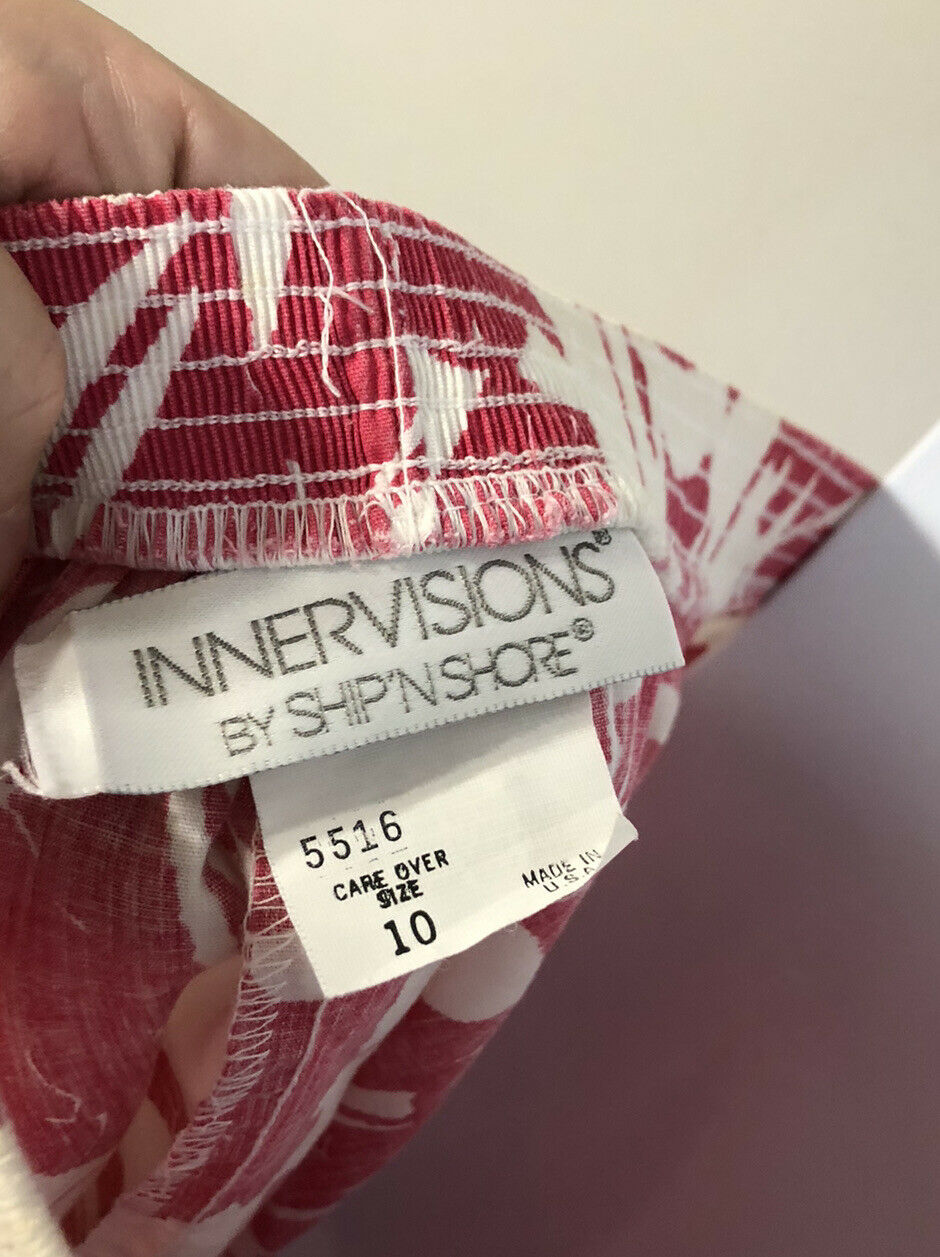 INNERVISIONS®
BY SHIP'N SHORE®
5516
CARE OVER
SIZE
10
MADE IN
U.S.A